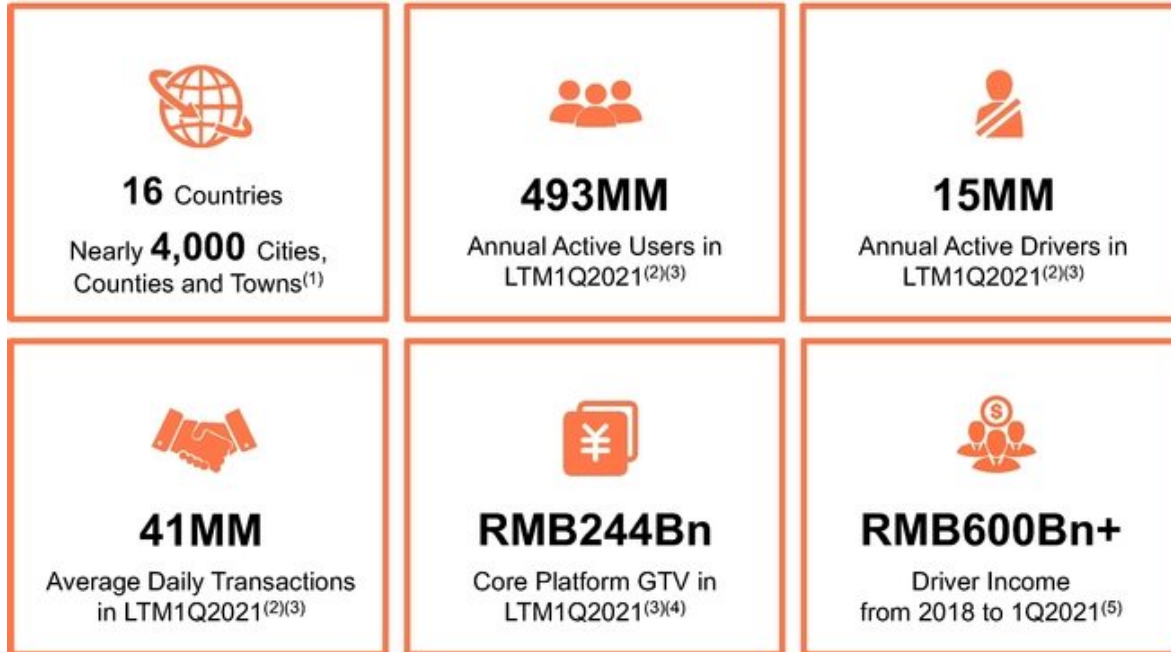 16 Countries
Nearly 4,000 Cities,
Counties and Towns(1)
493MM
Annual Active Users in
LTM1Q2021(2)(3)
15MM
Annual Active Drivers in
LTM1Q2021(2)(3)
41MM
Average Daily Transactions
in LTM1Q2021(2)(3)
¥
RMB244Bn
Core Platform GTV in
LTM1Q2021(3)(4)
$
RMB600Bn+
Driver Income
from 2018 to 1Q2021(5)